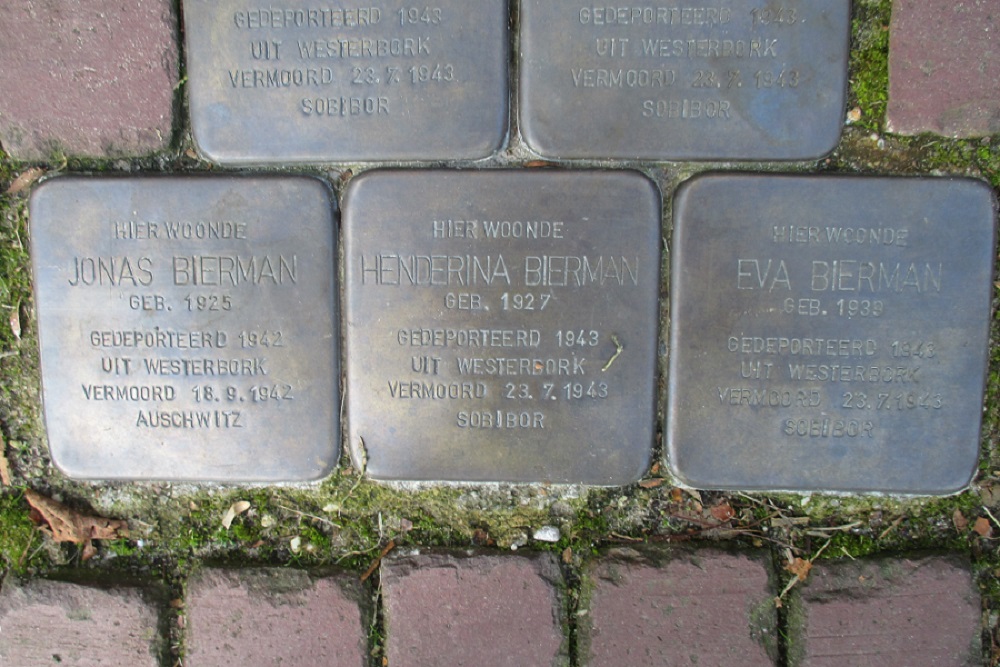 GEDEPORTEERD 1943
UIT WESTERBORK
VERMOORD 23.7.1943
SOBIBOR
GEDEPORTEERD 1943
UIT WESTERBORK
VERMOORD 23.7.1943
SOBIBOR
HIER WOONDE
JONAS BIERMAN
GEB. 1925
GEDEPORTEERD 1942
UIT WESTERBORK
VERMOORD 18.9.1942
AUSCHWITZ
HIER WOONDE
HENDERINA BIERMAN
GEB. 1927
GEDEPORTEERD 1943
UIT WESTERBORK
VERMOORD 23.7.1943
SOBIBOR
HIER WOONDE
EVA BIERMAN
GEB. 1939
GEDEPORTEERD 1943
UIT WESTERBORK
VERMOORD 23.7.1943
SOBIBOR